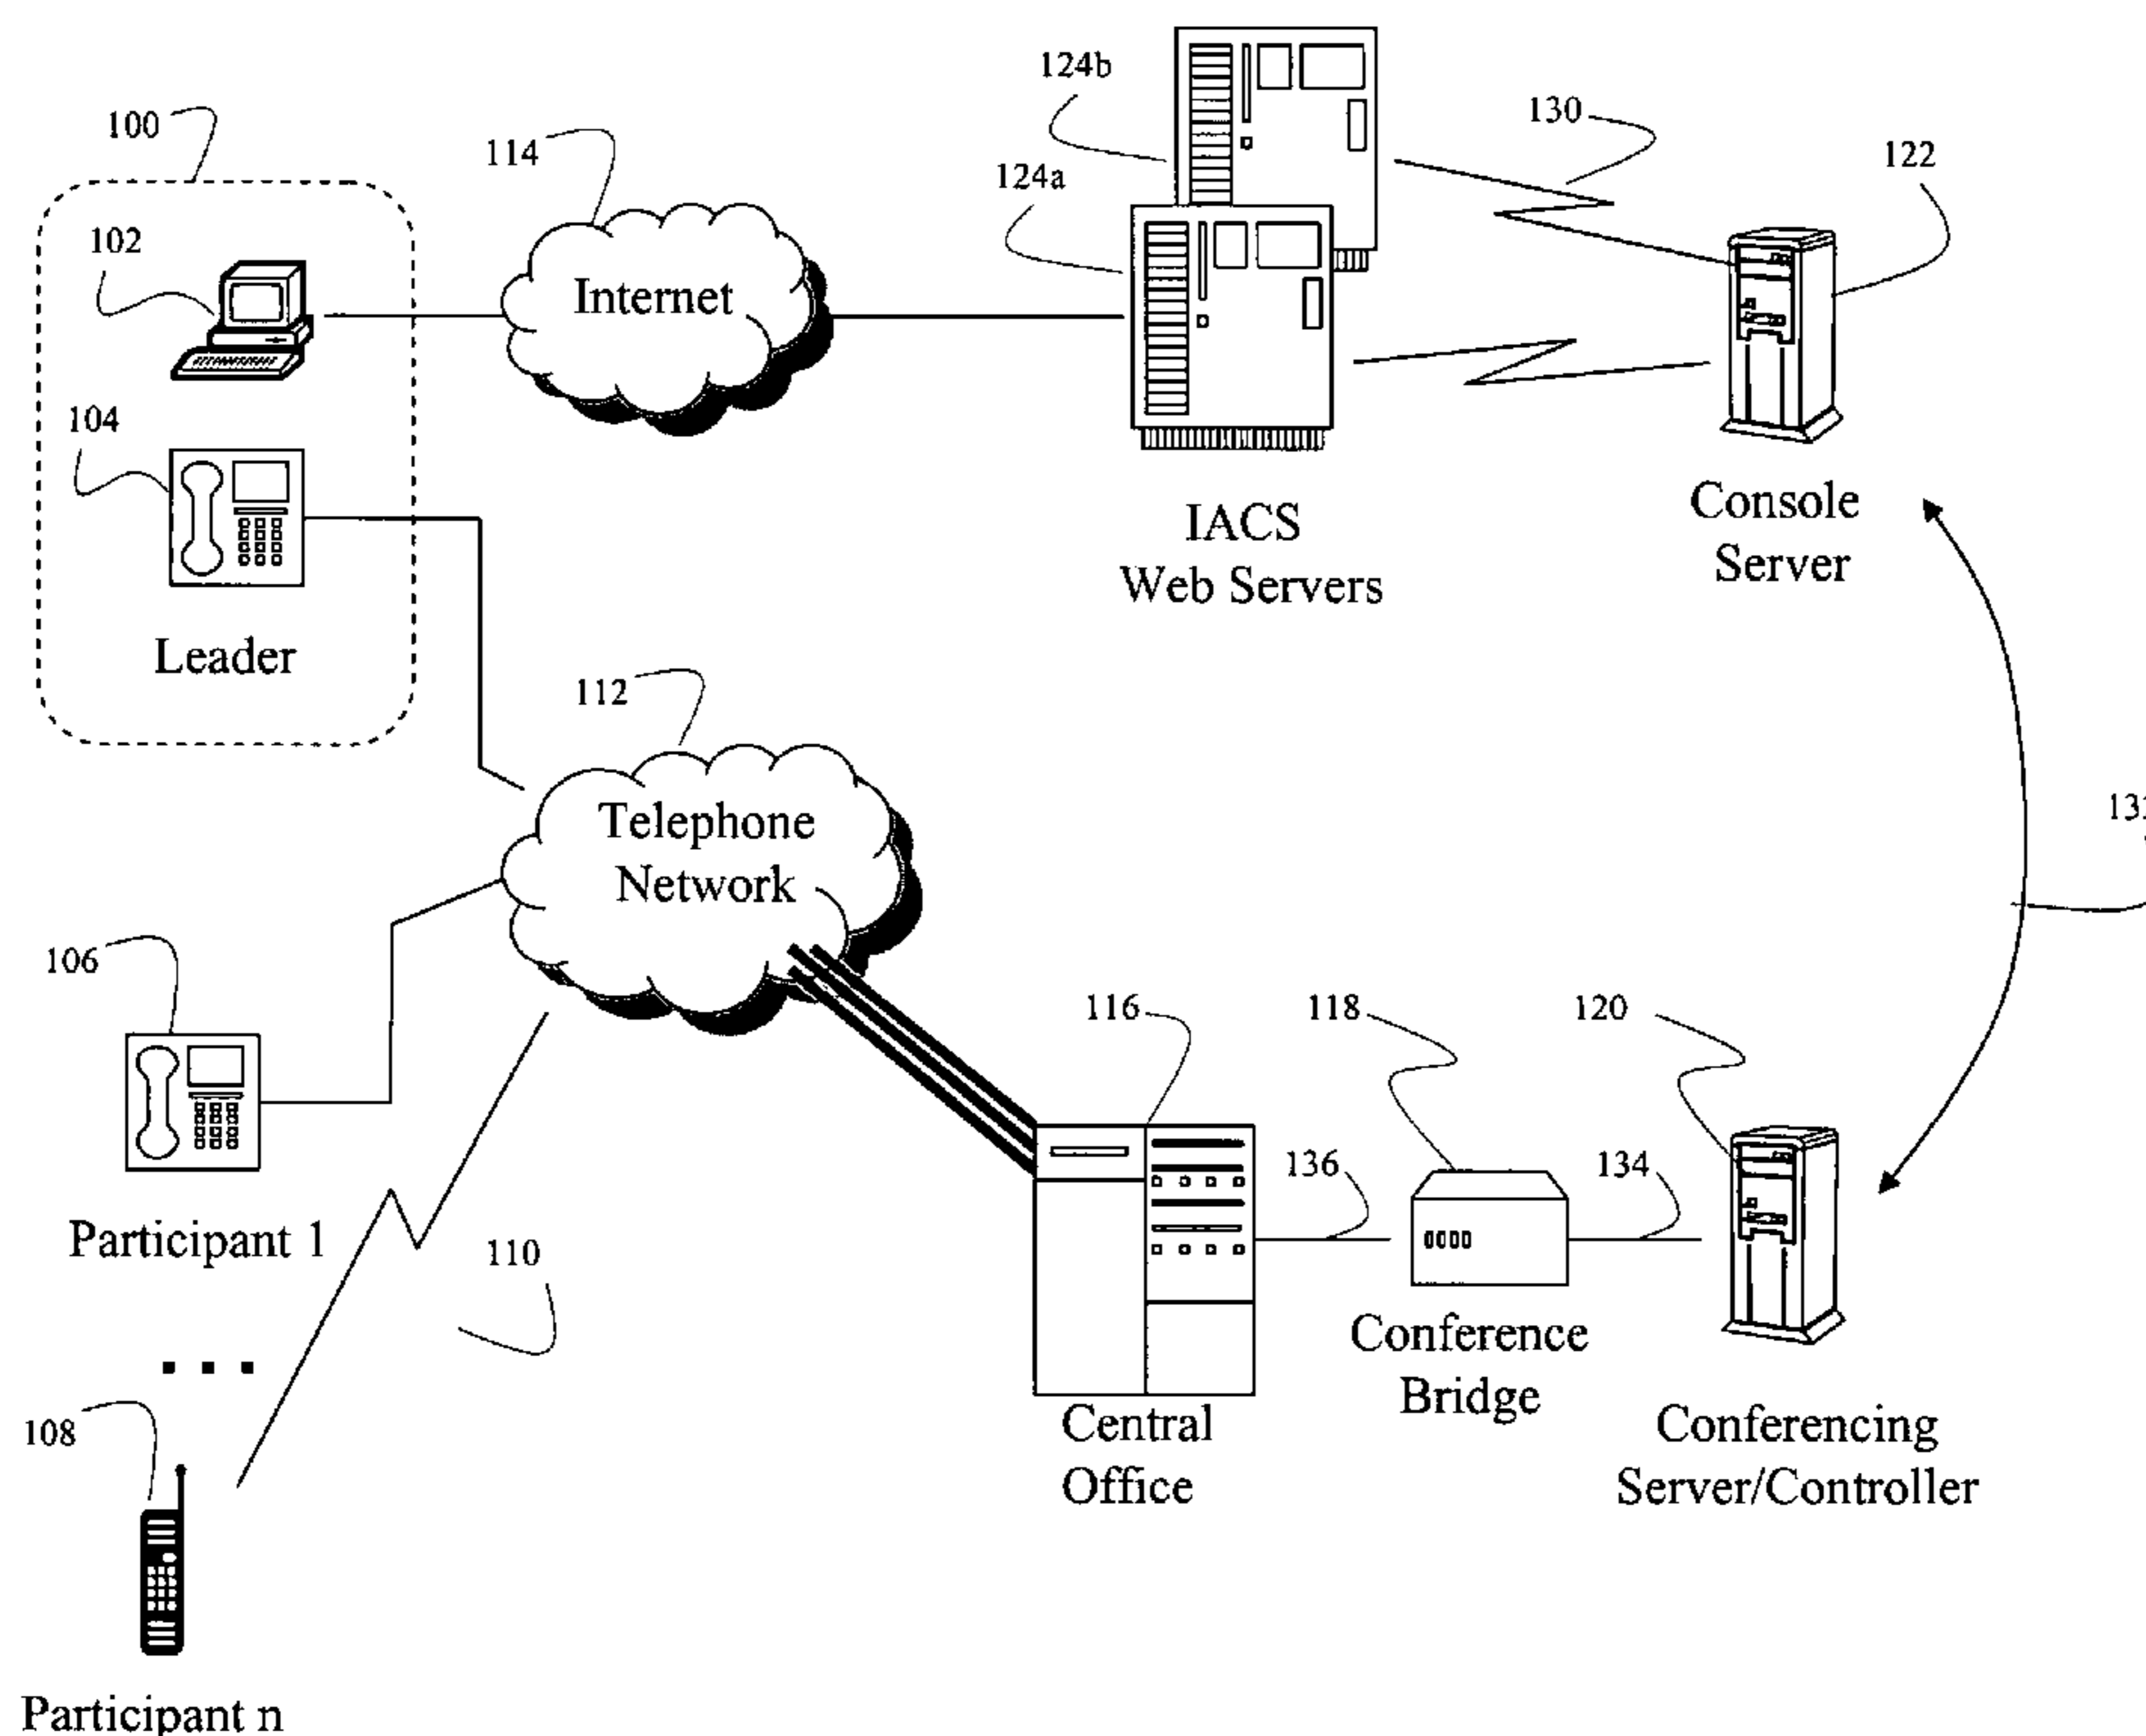 124b
130
100
114
122
124a
102
Internet
104
Console
Server
IACS
Web Servers
Leader
112
Telephone
Network
106
116
118
120
136
134
Participant 1
110
Conference
Bridge
108
Central
Office
Conferencing
Server/Controller
Participant n